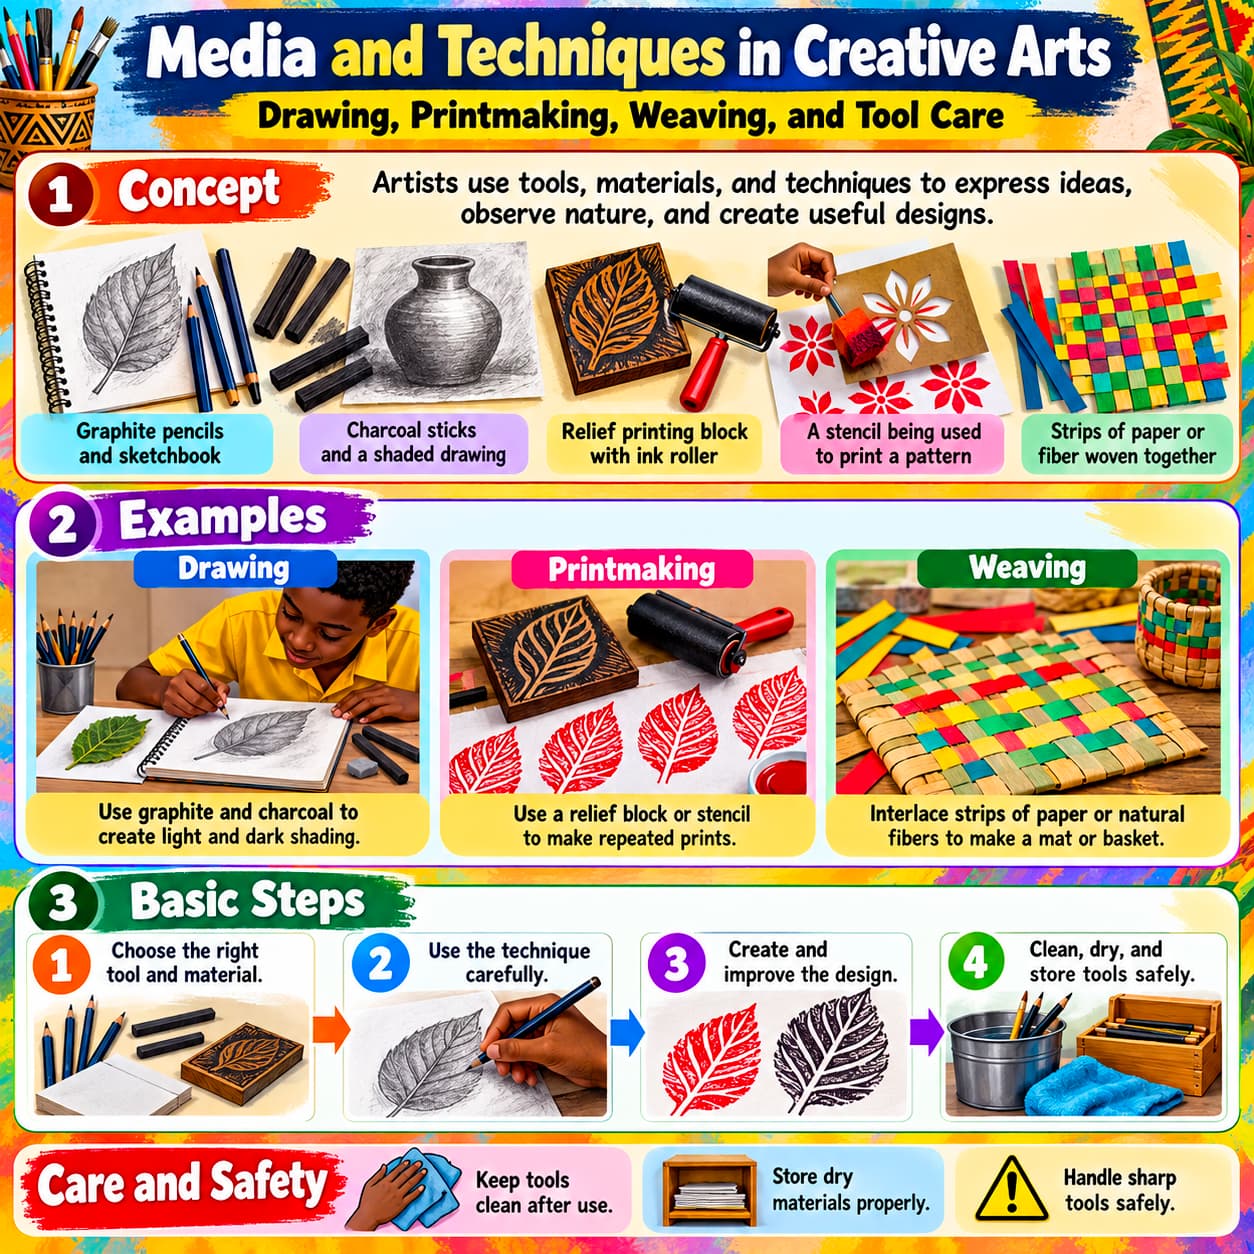 Media and Techniques in Creative Arts
Drawing, Printmaking, Weaving, and Tool Care
1 Concept
Artists use tools, materials, and techniques to express ideas,
observe nature, and create useful designs.
Graphite pencils
and sketchbook
Charcoal sticks
and a shaded drawing
Relief printing block
with ink roller
A stencil being used
to print a pattern
Strips of paper or
fiber woven together
2 Examples
Drawing
Use graphite and charcoal to
create light and dark shading.
Printmaking
Use a relief block or stencil
to make repeated prints.
Weaving
Interlace strips of paper or natural
fibers to make a mat or basket.
3 Basic Steps
1 Choose the right
tool and material.
2 Use the technique
carefully.
3 Create and
improve the design.
4 Clean, dry, and
store tools safely.
Care and Safety
Keep tools
clean after use.
Store dry
materials properly.
Handle sharp
tools safely.